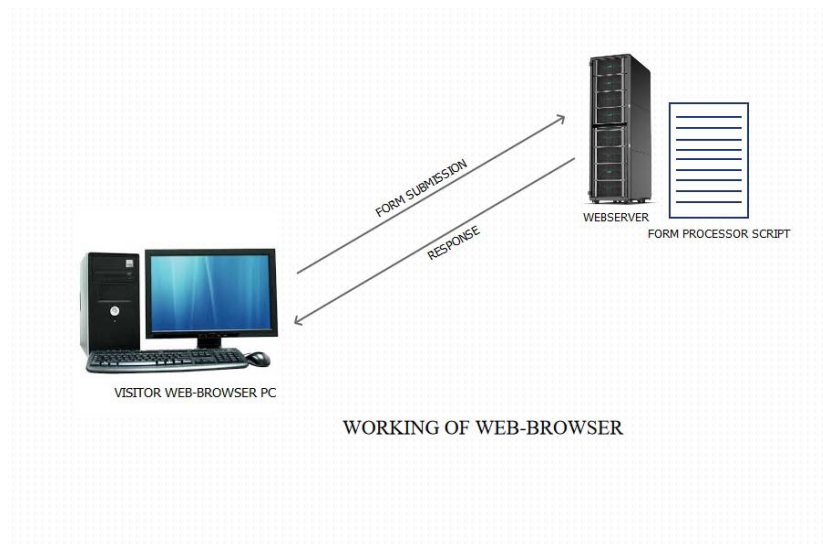 FORM SUBMISSION
RESPONSE
WEBSERVER
FORM PROCESSOR SCRIPT
VISITOR WEB-BROWSER PC
WORKING OF WEB-BROWSER